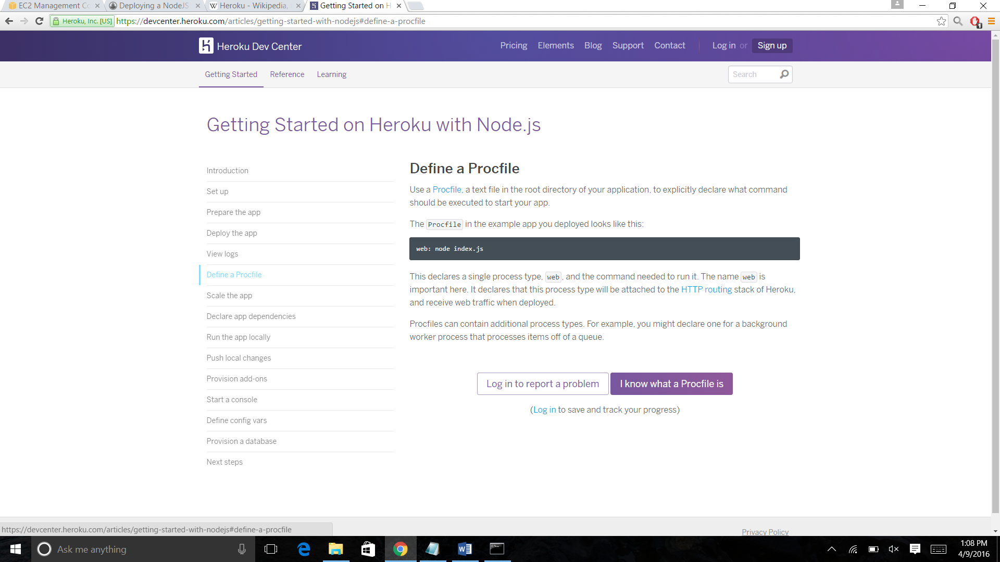 EC2 Management Co
Deploying a NodeJS
Heroku - Wikipedia,
Getting Started on H
Heroku, Inc. [US] https://devcenter.heroku.com/articles/getting-started-with-nodejs#define-a-procfile
1
Heroku Dev Center
Pricing Elements Blog Support Contact Log in or Sign up
Getting Started Reference Learning
Search
Getting Started on Heroku with Node.js
Introduction
Set up
Prepare the app
Deploy the app
View logs
Define a Procfile
Scale the app
Declare app dependencies
Run the app locally
Push local changes
Provision add-ons
Start a console
Define config vars
Provision a database
Next steps
Define a Procfile
Use a Procfile, a text file in the root directory of your application, to explicitly declare what command
should be executed to start your app.
The Procfile in the example app you deployed looks like this:
web: node index.js
This declares a single process type, web, and the command needed to run it. The name web is
important here. It declares that this process type will be attached to the HTTP routing stack of Heroku,
and receive web traffic when deployed.
Procfiles can contain additional process types. For example, you might declare one for a background
worker process that processes items off of a queue.
Log in to report a problem
I know what a Procfile is
(Log in to save and track your progress)
https://devcenter.heroku.com/articles/getting-started-with-nodejs#define-a-procfile
Privacy Policy
Ask me anything
1:08 PM
4/9/2016